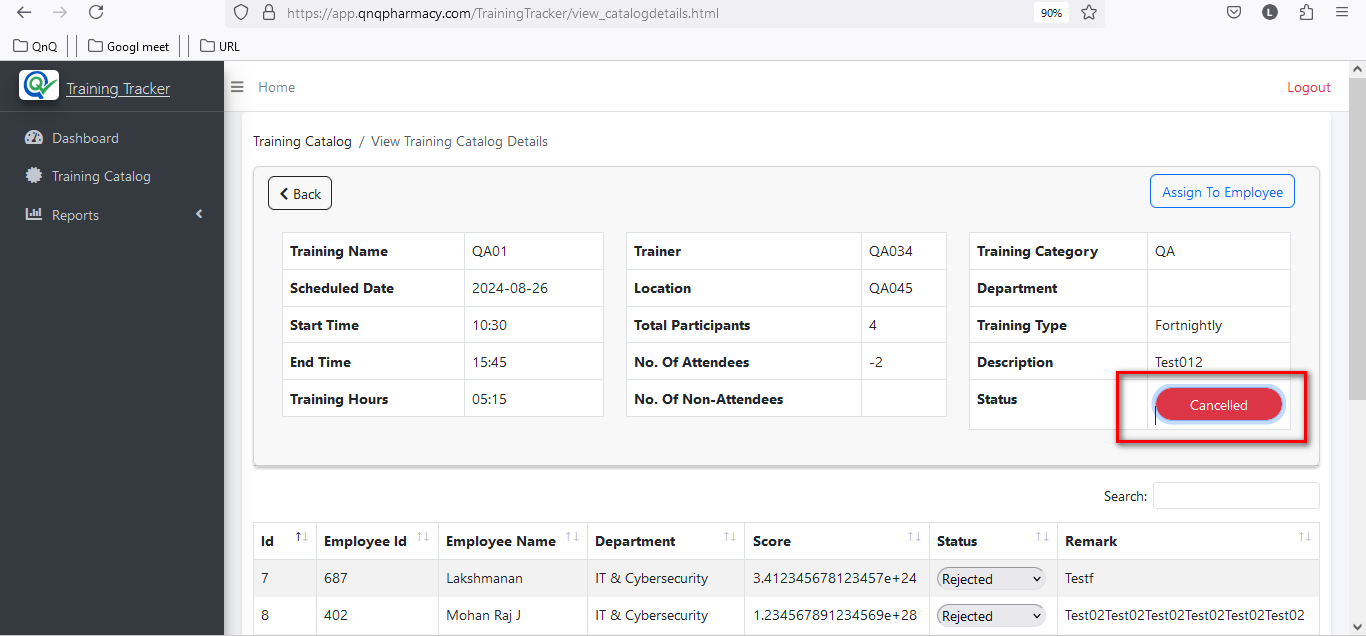 https://app.qnqpharmacy.com/TrainingTracker/view_catalogdetails.html 90% L
QnQ Googl meet URL
Training Tracker Home Logout
Dashboard
Training Catalog
Reports
Training Catalog / View Training Catalog Details
Back Assign To Employee
Training Name QA01 Trainer QA034 Training Category QA
Scheduled Date 2024-08-26 Location QA045 Department
Start Time 10:30 Total Participants 4 Training Type Fortnightly
End Time 15:45 No. Of Attendees -2 Description Test012
Training Hours 05:15 No. Of Non-Attendees Status Cancelled
Search:
Id Employee Id Employee Name Department Score Status Remark
7 687 Lakshmanan IT & Cybersecurity 3.412345678123457e+24 Rejected Testf
8 402 Mohan Raj J IT & Cybersecurity 1.234567891234569e+28 Rejected Test02Test02Test02Test02Test02Test02